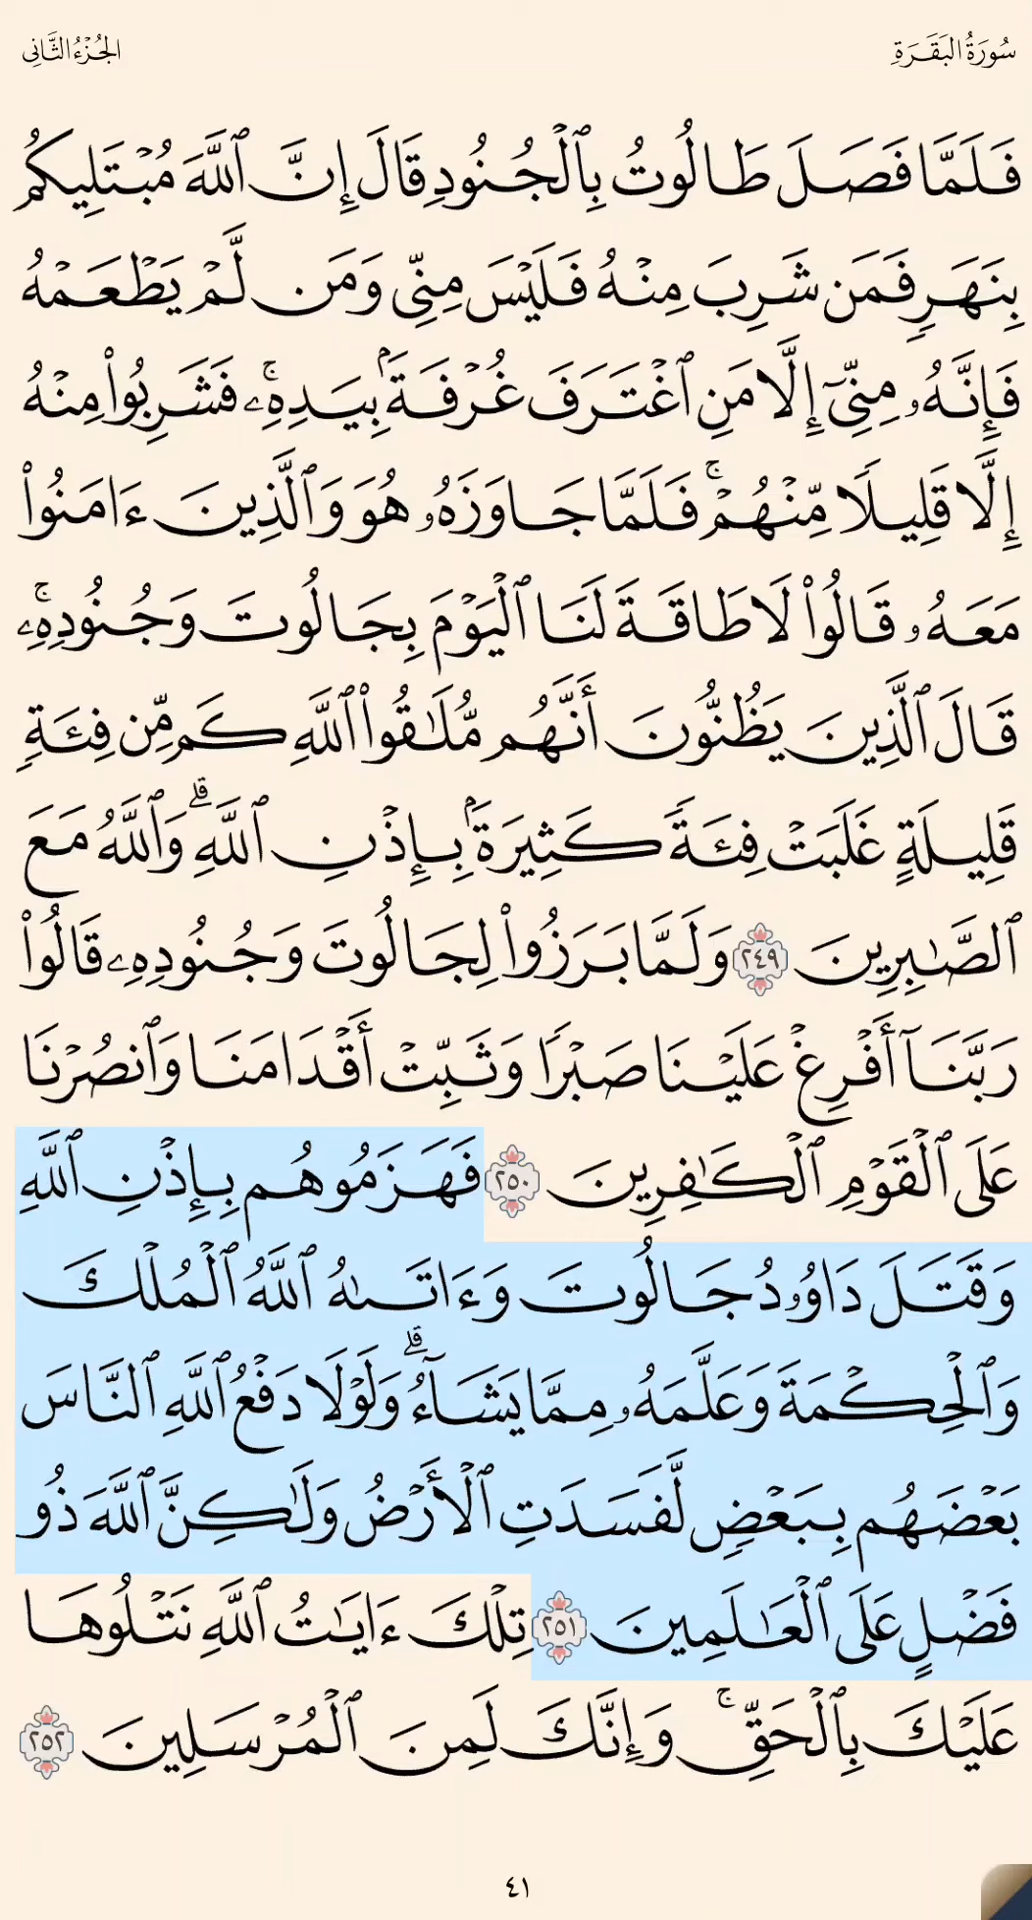 سُورَةُ البَقَرَةِ
الجُزْءُ الثَّانِي
فَلَمَّا فَصَلَ طَالُوتُ بِٱلْجُنُودِ قَالَ إِنَّ ٱللَّهَ مُبْتَلِيكُم
بِنَهَرٍ فَمَن شَرِبَ مِنْهُ فَلَيْسَ مِنِّى وَمَن لَّمْ يَطْعَمْهُ
فَإِنَّهُۥ مِنِّىٓ إِلَّا مَنِ ٱغْتَرَفَ غُرْفَةَۢ بِيَدِهِۦۚ فَشَرِبُوا۟ مِنْهُ
إِلَّا قَلِيلًا مِّنْهُمْۚ فَلَمَّا جَاوَزَهُۥ هُوَ وَٱلَّذِينَ ءَامَنُوا۟
مَعَهُۥ قَالُوا۟ لَا طَاقَةَ لَنَا ٱلْيَوْمَ بِجَالُوتَ وَجُنُودِهِۦۚ
قَالَ ٱلَّذِينَ يَظُنُّونَ أَنَّهُم مُّلَـٰقُوا۟ ٱللَّهِ كَم مِّن فِئَةٍ
قَلِيلَةٍ غَلَبَتْ فِئَةً كَثِيرَةَۢ بِإِذْنِ ٱللَّهِۗ وَٱللَّهُ مَعَ
ٱلصَّـٰبِرِينَ ٢٤٩ وَلَمَّا بَرَزُوا۟ لِجَالُوتَ وَجُنُودِهِۦ قَالُوا۟
رَبَّنَآ أَفْرِغْ عَلَيْنَا صَبْرًا وَثَبِّتْ أَقْدَامَنَا وَٱنصُرْنَا
عَلَى ٱلْقَوْمِ ٱلْكَـٰفِرِينَ ٢٥٠ فَهَزَمُوهُم بِإِذْنِ ٱللَّهِ
وَقَتَلَ دَاوُۥدُ جَالُوتَ وَءَاتَىٰهُ ٱللَّهُ ٱلْمُلْكَ
وَٱلْحِكْمَةَ وَعَلَّمَهُۥ مِمَّا يَشَآءُۗ وَلَوْلَا دَفْعُ ٱللَّهِ ٱلنَّاسَ
بَعْضَهُم بِبَعْضٍ لَّفَسَدَتِ ٱلْأَرْضُ وَلَـٰكِنَّ ٱللَّهَ ذُو
فَضْلٍ عَلَى ٱلْعَـٰلَمِينَ ٢٥١ تِلْكَ ءَايَـٰتُ ٱللَّهِ نَتْلُوهَا
عَلَيْكَ بِٱلْحَقِّۚ وَإِنَّكَ لَمِنَ ٱلْمُرْسَلِينَ ٢٥٢
٤١